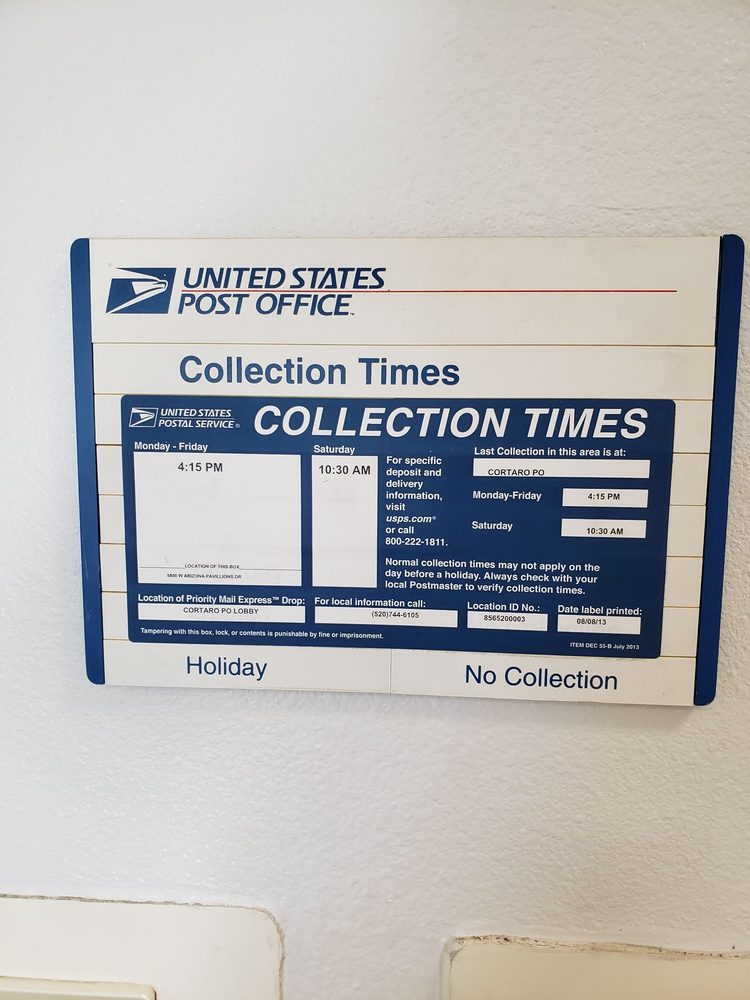 UNITED STATES
POST OFFICE™
Collection Times
UNITED STATES
POSTAL SERVICE®
COLLECTION TIMES
Monday - Friday
4:15 PM
LOCATION OF THIS BOX
5800 W ARIZONA PAVILLIONS DR
Saturday
10:30 AM
For specific
deposit and
delivery
information,
visit
usps.com®
or call
800-222-1811.
Last Collection in this area is at:
CORTARO PO
Monday-Friday
4:15 PM
Saturday
10:30 AM
Normal collection times may not apply on the
day before a holiday. Always check with your
local Postmaster to verify collection times.
Location of Priority Mail Express™ Drop:
CORTARO PO LOBBY
For local information call:
(520)744-6105
Location ID No.:
8565200003
Date label printed:
08/08/13
Tampering with this box, lock, or contents is punishable by fine or imprisonment.
ITEM DEC 55-B July 2013
Holiday
No Collection